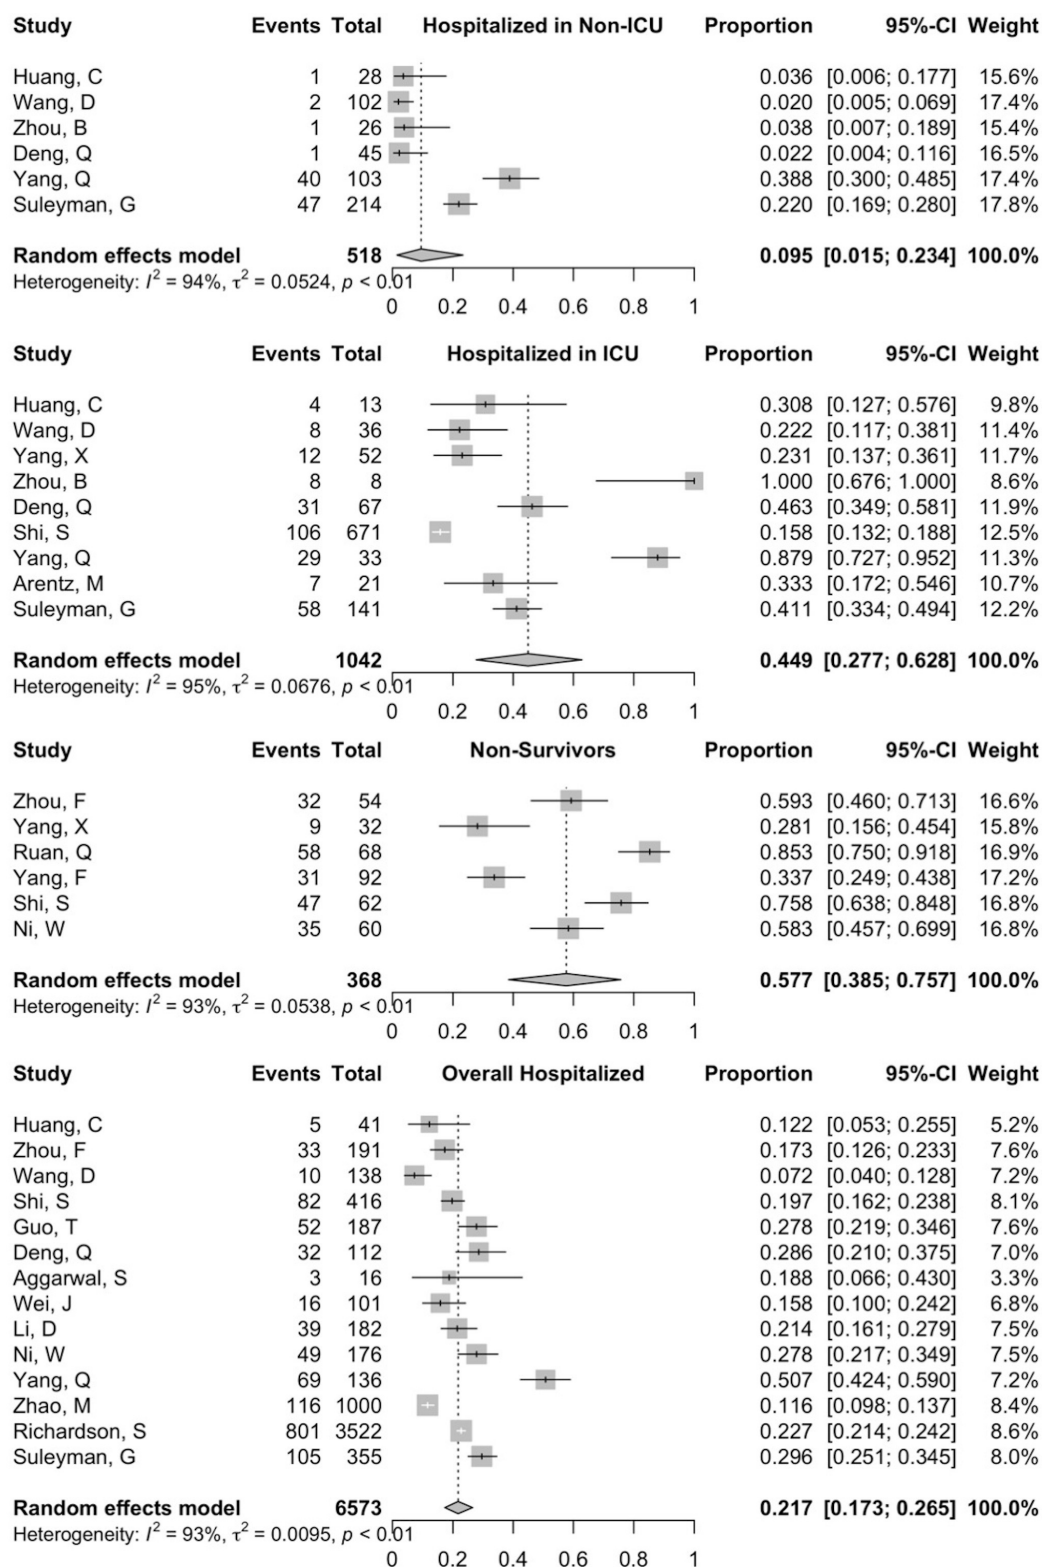 Study Events Total Hospitalized in Non-ICU Proportion 95%-CI Weight
Huang, C 1 28 0.036 [0.006; 0.177] 15.6%
Wang, D 2 102 0.020 [0.005; 0.069] 17.4%
Zhou, B 1 26 0.038 [0.007; 0.189] 15.4%
Deng, Q 1 45 0.022 [0.004; 0.116] 16.5%
Yang, Q 40 103 0.388 [0.300; 0.485] 17.4%
Suleyman, G 47 214 0.220 [0.169; 0.280] 17.8%
Random effects model 518 0.095 [0.015; 0.234] 100.0%
Heterogeneity: I² = 94%, τ² = 0.0524, p < 0.01
0 0.2 0.4 0.6 0.8 1
Study Events Total Hospitalized in ICU Proportion 95%-CI Weight
Huang, C 4 13 0.308 [0.127; 0.576] 9.8%
Wang, D 8 36 0.222 [0.117; 0.381] 11.4%
Yang, X 12 52 0.231 [0.137; 0.361] 11.7%
Zhou, B 8 8 1.000 [0.676; 1.000] 8.6%
Deng, Q 31 67 0.463 [0.349; 0.581] 11.9%
Shi, S 106 671 0.158 [0.132; 0.188] 12.5%
Yang, Q 29 33 0.879 [0.727; 0.952] 11.3%
Arentz, M 7 21 0.333 [0.172; 0.546] 10.7%
Suleyman, G 58 141 0.411 [0.334; 0.494] 12.2%
Random effects model 1042 0.449 [0.277; 0.628] 100.0%
Heterogeneity: I² = 95%, τ² = 0.0676, p < 0.01
0 0.2 0.4 0.6 0.8 1
Study Events Total Non-Survivors Proportion 95%-CI Weight
Zhou, F 32 54 0.593 [0.460; 0.713] 16.6%
Yang, X 9 32 0.281 [0.156; 0.454] 15.8%
Ruan, Q 58 68 0.853 [0.750; 0.918] 16.9%
Yang, F 31 92 0.337 [0.249; 0.438] 17.2%
Shi, S 47 62 0.758 [0.638; 0.848] 16.8%
Ni, W 35 60 0.583 [0.457; 0.699] 16.8%
Random effects model 368 0.577 [0.385; 0.757] 100.0%
Heterogeneity: I² = 93%, τ² = 0.0538, p < 0.01
0 0.2 0.4 0.6 0.8 1
Study Events Total Overall Hospitalized Proportion 95%-CI Weight
Huang, C 5 41 0.122 [0.053; 0.255] 5.2%
Zhou, F 33 191 0.173 [0.126; 0.233] 7.6%
Wang, D 10 138 0.072 [0.040; 0.128] 7.2%
Shi, S 82 416 0.197 [0.162; 0.238] 8.1%
Guo, T 52 187 0.278 [0.219; 0.346] 7.6%
Deng, Q 32 112 0.286 [0.210; 0.375] 7.0%
Aggarwal, S 3 16 0.188 [0.066; 0.430] 3.3%
Wei, J 16 101 0.158 [0.100; 0.242] 6.8%
Li, D 39 182 0.214 [0.161; 0.279] 7.5%
Ni, W 49 176 0.278 [0.217; 0.349] 7.5%
Yang, Q 69 136 0.507 [0.424; 0.590] 7.2%
Zhao, M 116 1000 0.116 [0.098; 0.137] 8.4%
Richardson, S 801 3522 0.227 [0.214; 0.242] 8.6%
Suleyman, G 105 355 0.296 [0.251; 0.345] 8.0%
Random effects model 6573 0.217 [0.173; 0.265] 100.0%
Heterogeneity: I² = 93%, τ² = 0.0095, p < 0.01
0 0.2 0.4 0.6 0.8 1